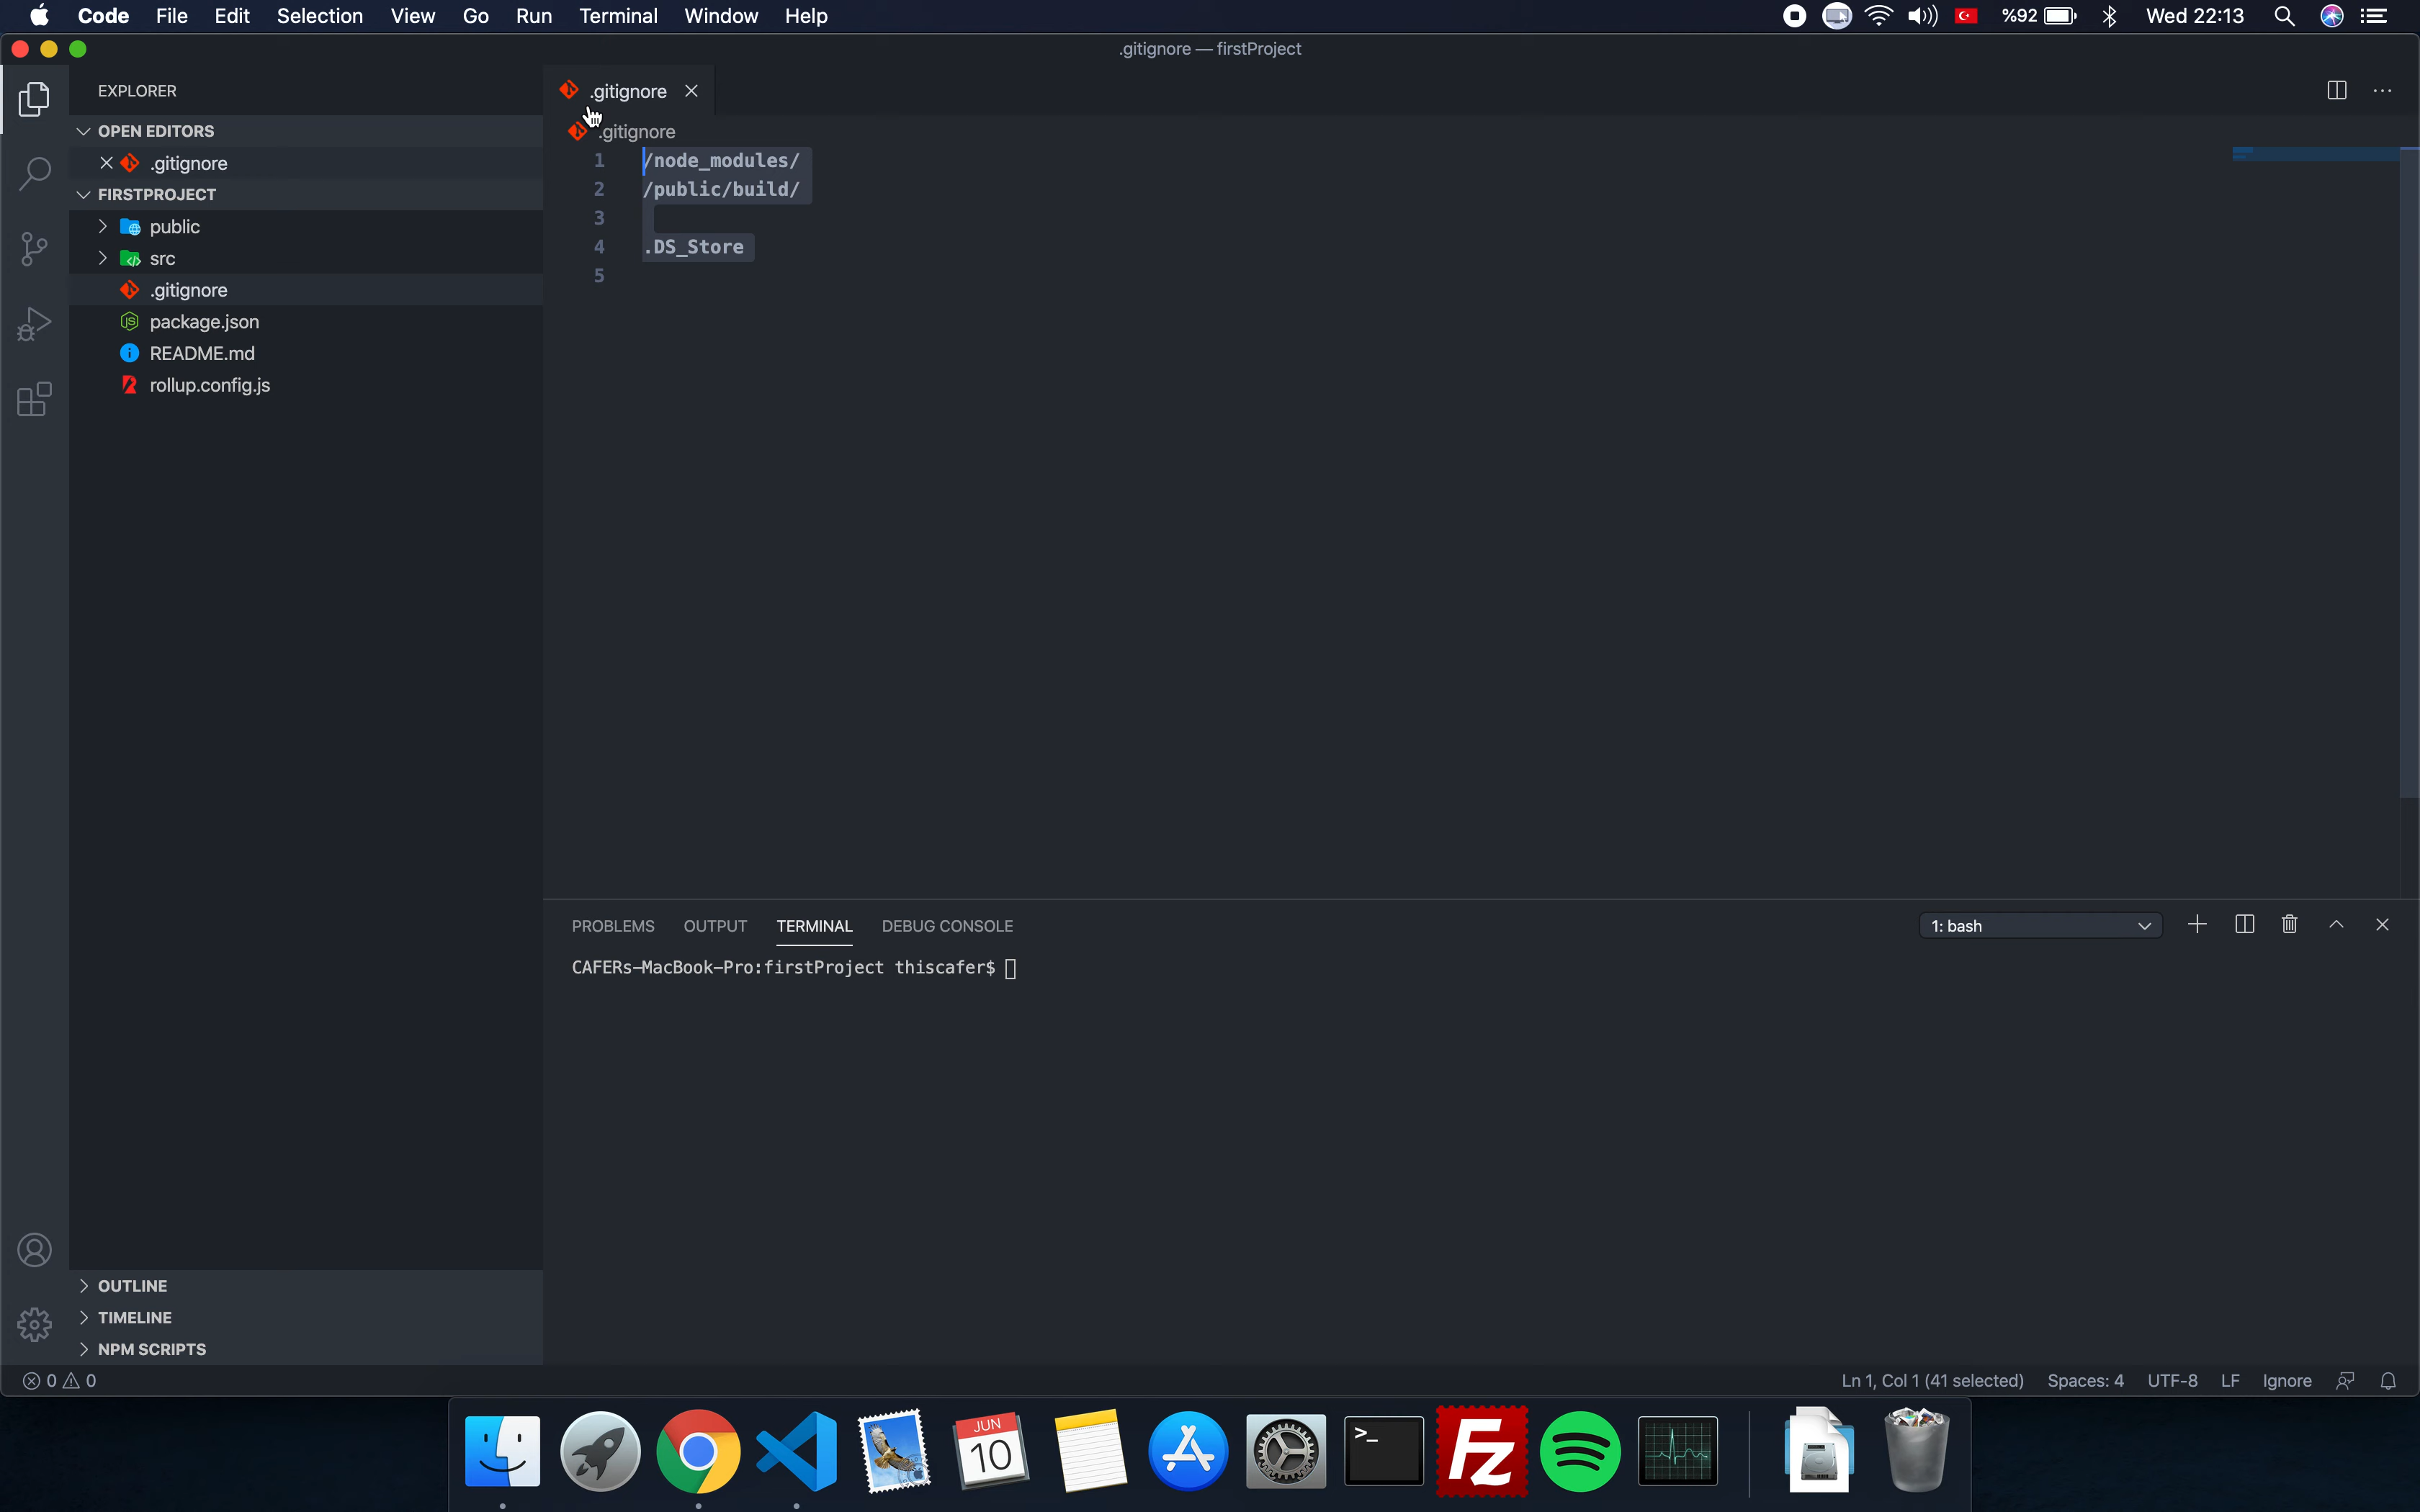 Code File Edit Selection View Go Run Terminal Window Help %92 Wed 22:13
.gitignore — firstProject
EXPLORER
OPEN EDITORS
.gitignore
FIRSTPROJECT
public
src
.gitignore
package.json
README.md
rollup.config.js
OUTLINE
TIMELINE
NPM SCRIPTS
.gitignore
.gitignore
1 /node_modules/
2 /public/build/
3
4 .DS_Store
5
PROBLEMS OUTPUT TERMINAL DEBUG CONSOLE 1: bash
CAFERs-MacBook-Pro:firstProject thiscafer$
0 0 Ln 1, Col 1 (41 selected) Spaces: 4 UTF-8 LF Ignore
JUN
10
>_
Fz